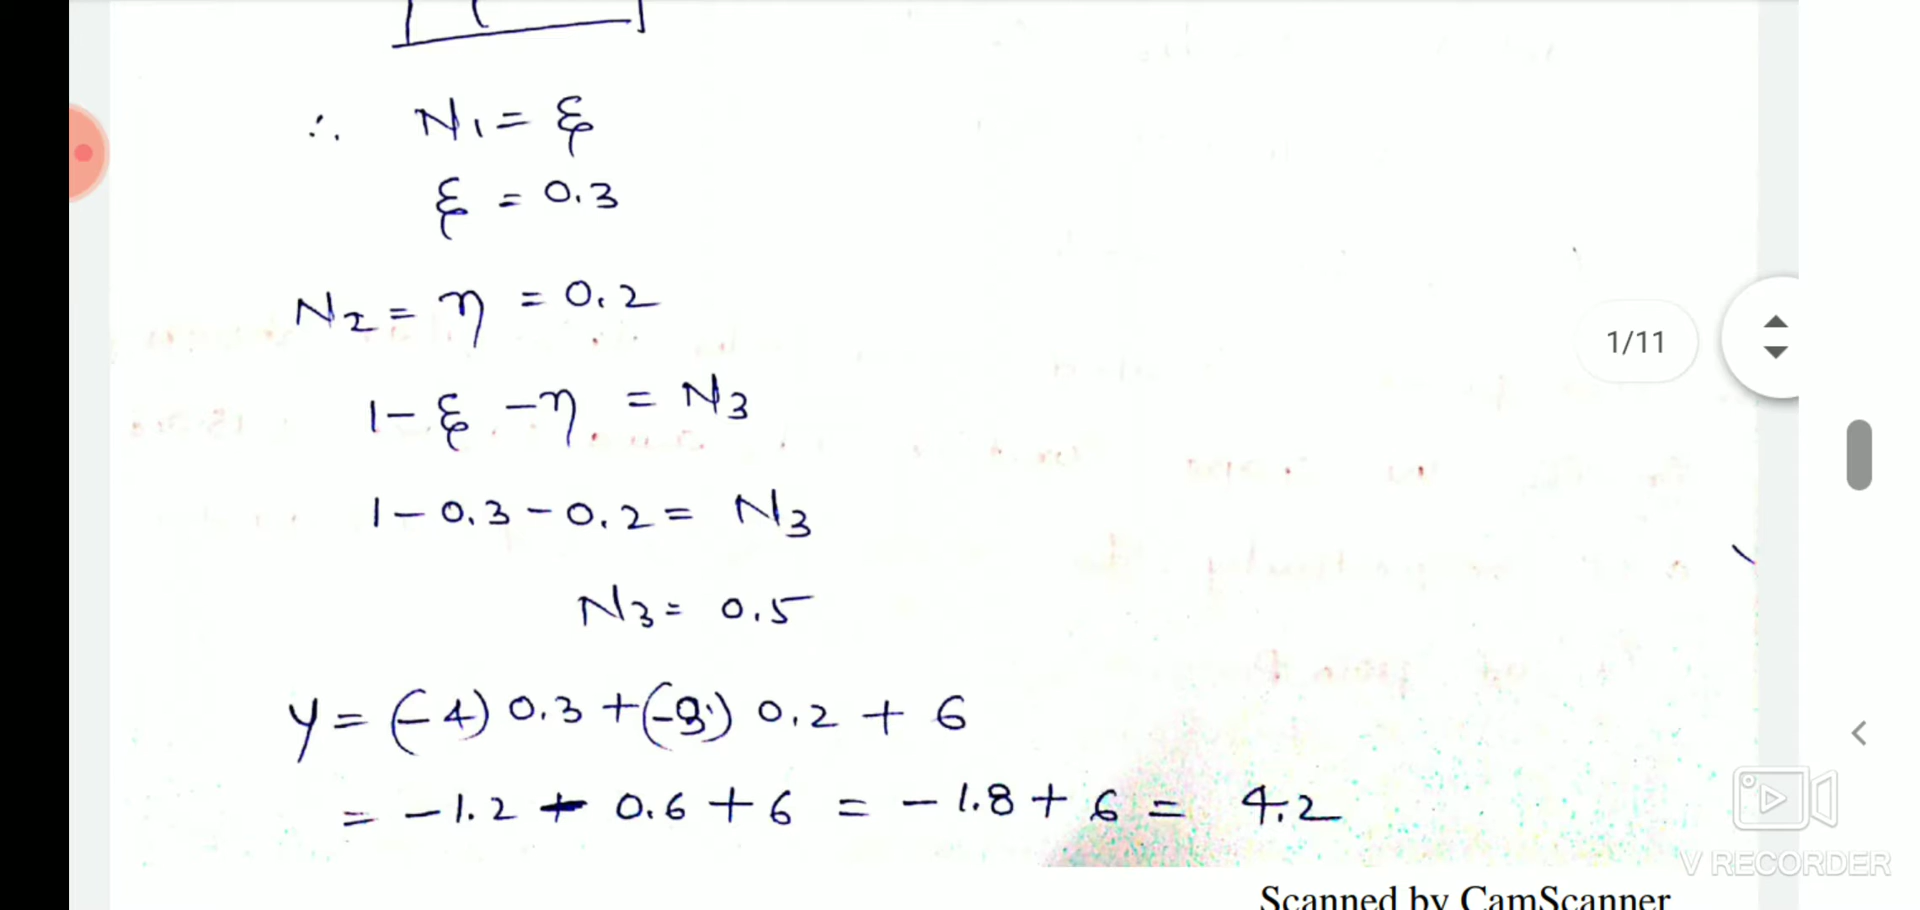 ∴ N₁ = ξ
ξ = 0.3
N₂ = η = 0.2
1 - ξ - η = N₃
1 - 0.3 - 0.2 = N₃
N₃ = 0.5
y = (-4) 0.3 + (-3) 0.2 + 6
= -1.2 - 0.6 + 6 = -1.8 + 6 = 4.2
1/11
V RECORDER
Scanned by CamScanner